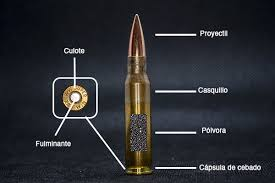 Culote
Proyectil
Casquillo
Fulminante
Pólvora
Cápsula de cebado